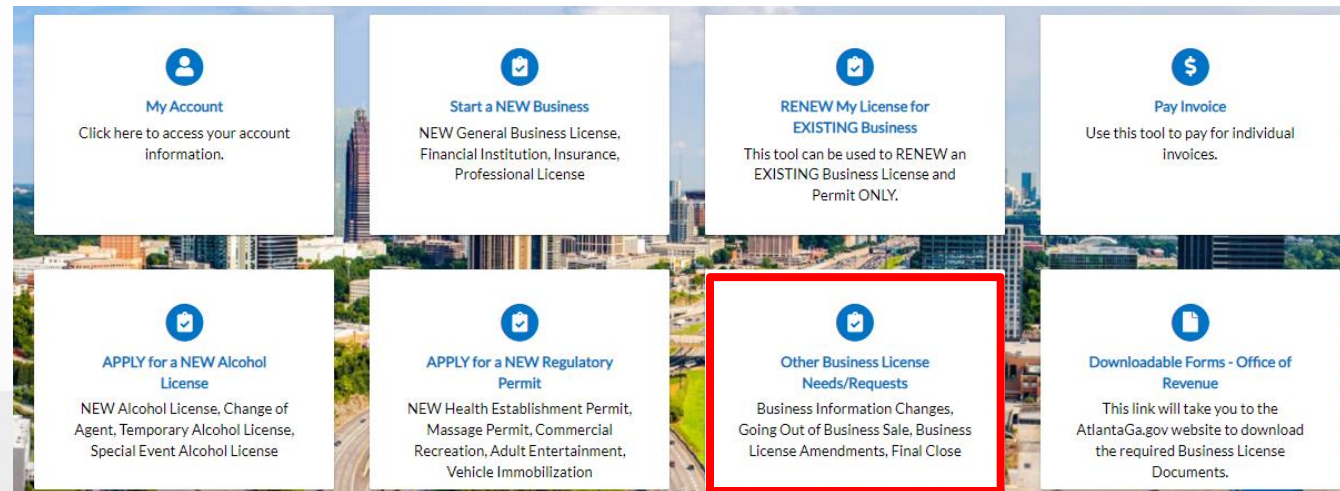 My Account
Click here to access your account
information.
Start a NEW Business
NEW General Business License,
Financial Institution, Insurance,
Professional License
RENEW My License for
EXISTING Business
This tool can be used to RENEW an
EXISTING Business License and
Permit ONLY.
Pay Invoice
Use this tool to pay for individual
invoices.
APPLY for a NEW Alcohol
License
NEW Alcohol License, Change of
Agent, Temporary Alcohol License,
Special Event Alcohol License
APPLY for a NEW Regulatory
Permit
NEW Health Establishment Permit,
Massage Permit, Commercial
Recreation, Adult Entertainment,
Vehicle Immobilization
Other Business License
Needs/Requests
Business Information Changes,
Going Out of Business Sale, Business
License Amendments, Final Close
Downloadable Forms - Office of
Revenue
This link will take you to the
AtlantaGa.gov website to download
the required Business License
Documents.